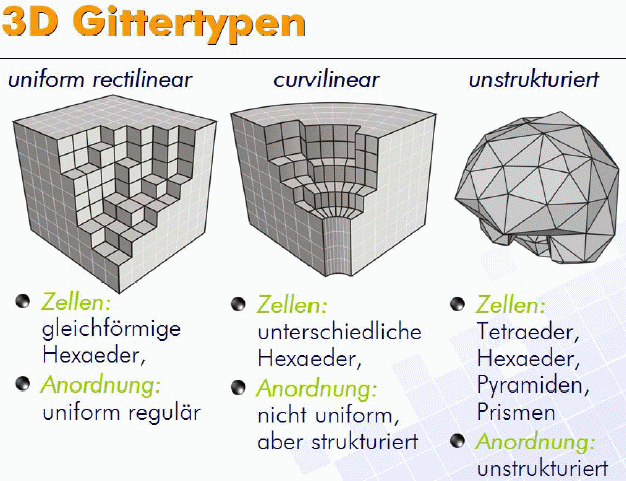 3D Gittertypen
uniform rectilinear
Zellen:
gleichförmige
Hexaeder,
Anordnung:
uniform regulär
curvilinear
Zellen:
unterschiedliche
Hexaeder,
Anordnung:
nicht uniform,
aber strukturiert
unstrukturiert
Zellen:
Tetraeder,
Hexaeder,
Pyramiden,
Prismen
Anordnung:
unstrukturiert